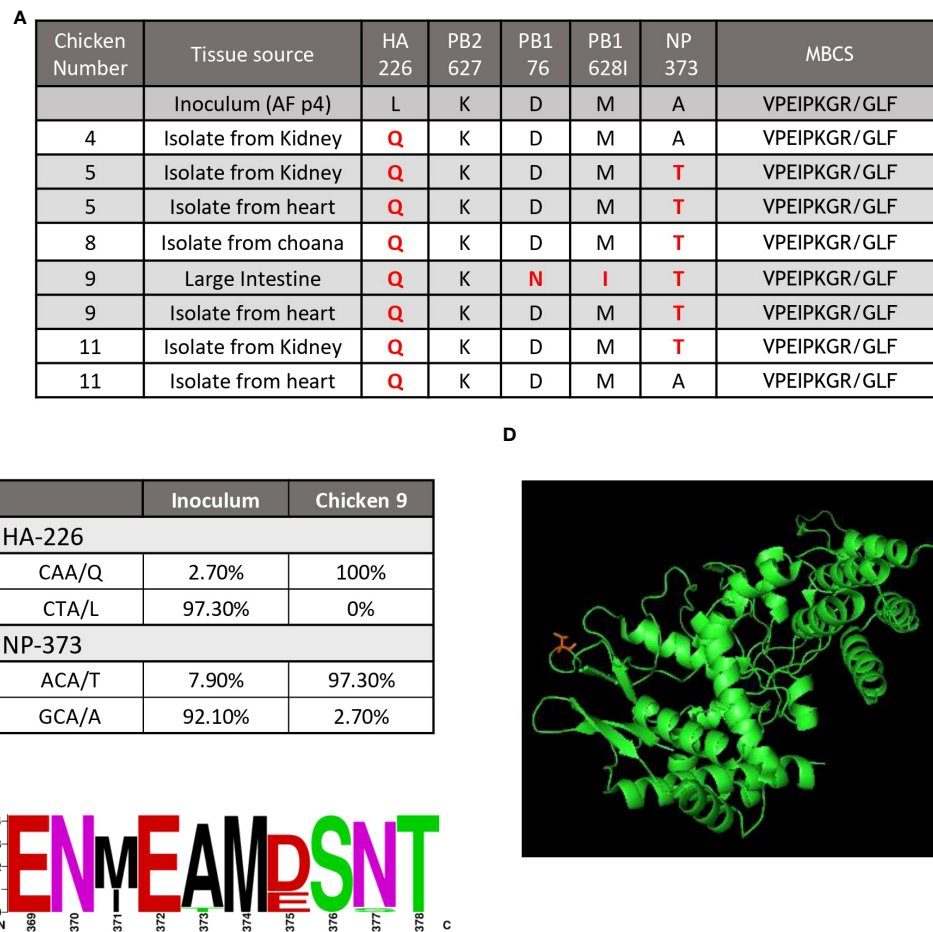 A
Chicken Number Tissue source HA 226 PB2 627 PB1 76 PB1 628I NP 373 MBCS
Inoculum (AF p4) L K D M A VPEIPKGR/GLF
4 Isolate from Kidney Q K D M A VPEIPKGR/GLF
5 Isolate from Kidney Q K D M T VPEIPKGR/GLF
5 Isolate from heart Q K D M T VPEIPKGR/GLF
8 Isolate from choana Q K D M T VPEIPKGR/GLF
9 Large Intestine Q K N I T VPEIPKGR/GLF
9 Isolate from heart Q K D M T VPEIPKGR/GLF
11 Isolate from Kidney Q K D M T VPEIPKGR/GLF
11 Isolate from heart Q K D M A VPEIPKGR/GLF
D
Inoculum Chicken 9
HA-226
CAA/Q 2.70% 100%
CTA/L 97.30% 0%
NP-373
ACA/T 7.90% 97.30%
GCA/A 92.10% 2.70%
ENMEAMDSNT
I E
369 370 371 372 373 374 375 376 377 378
N C